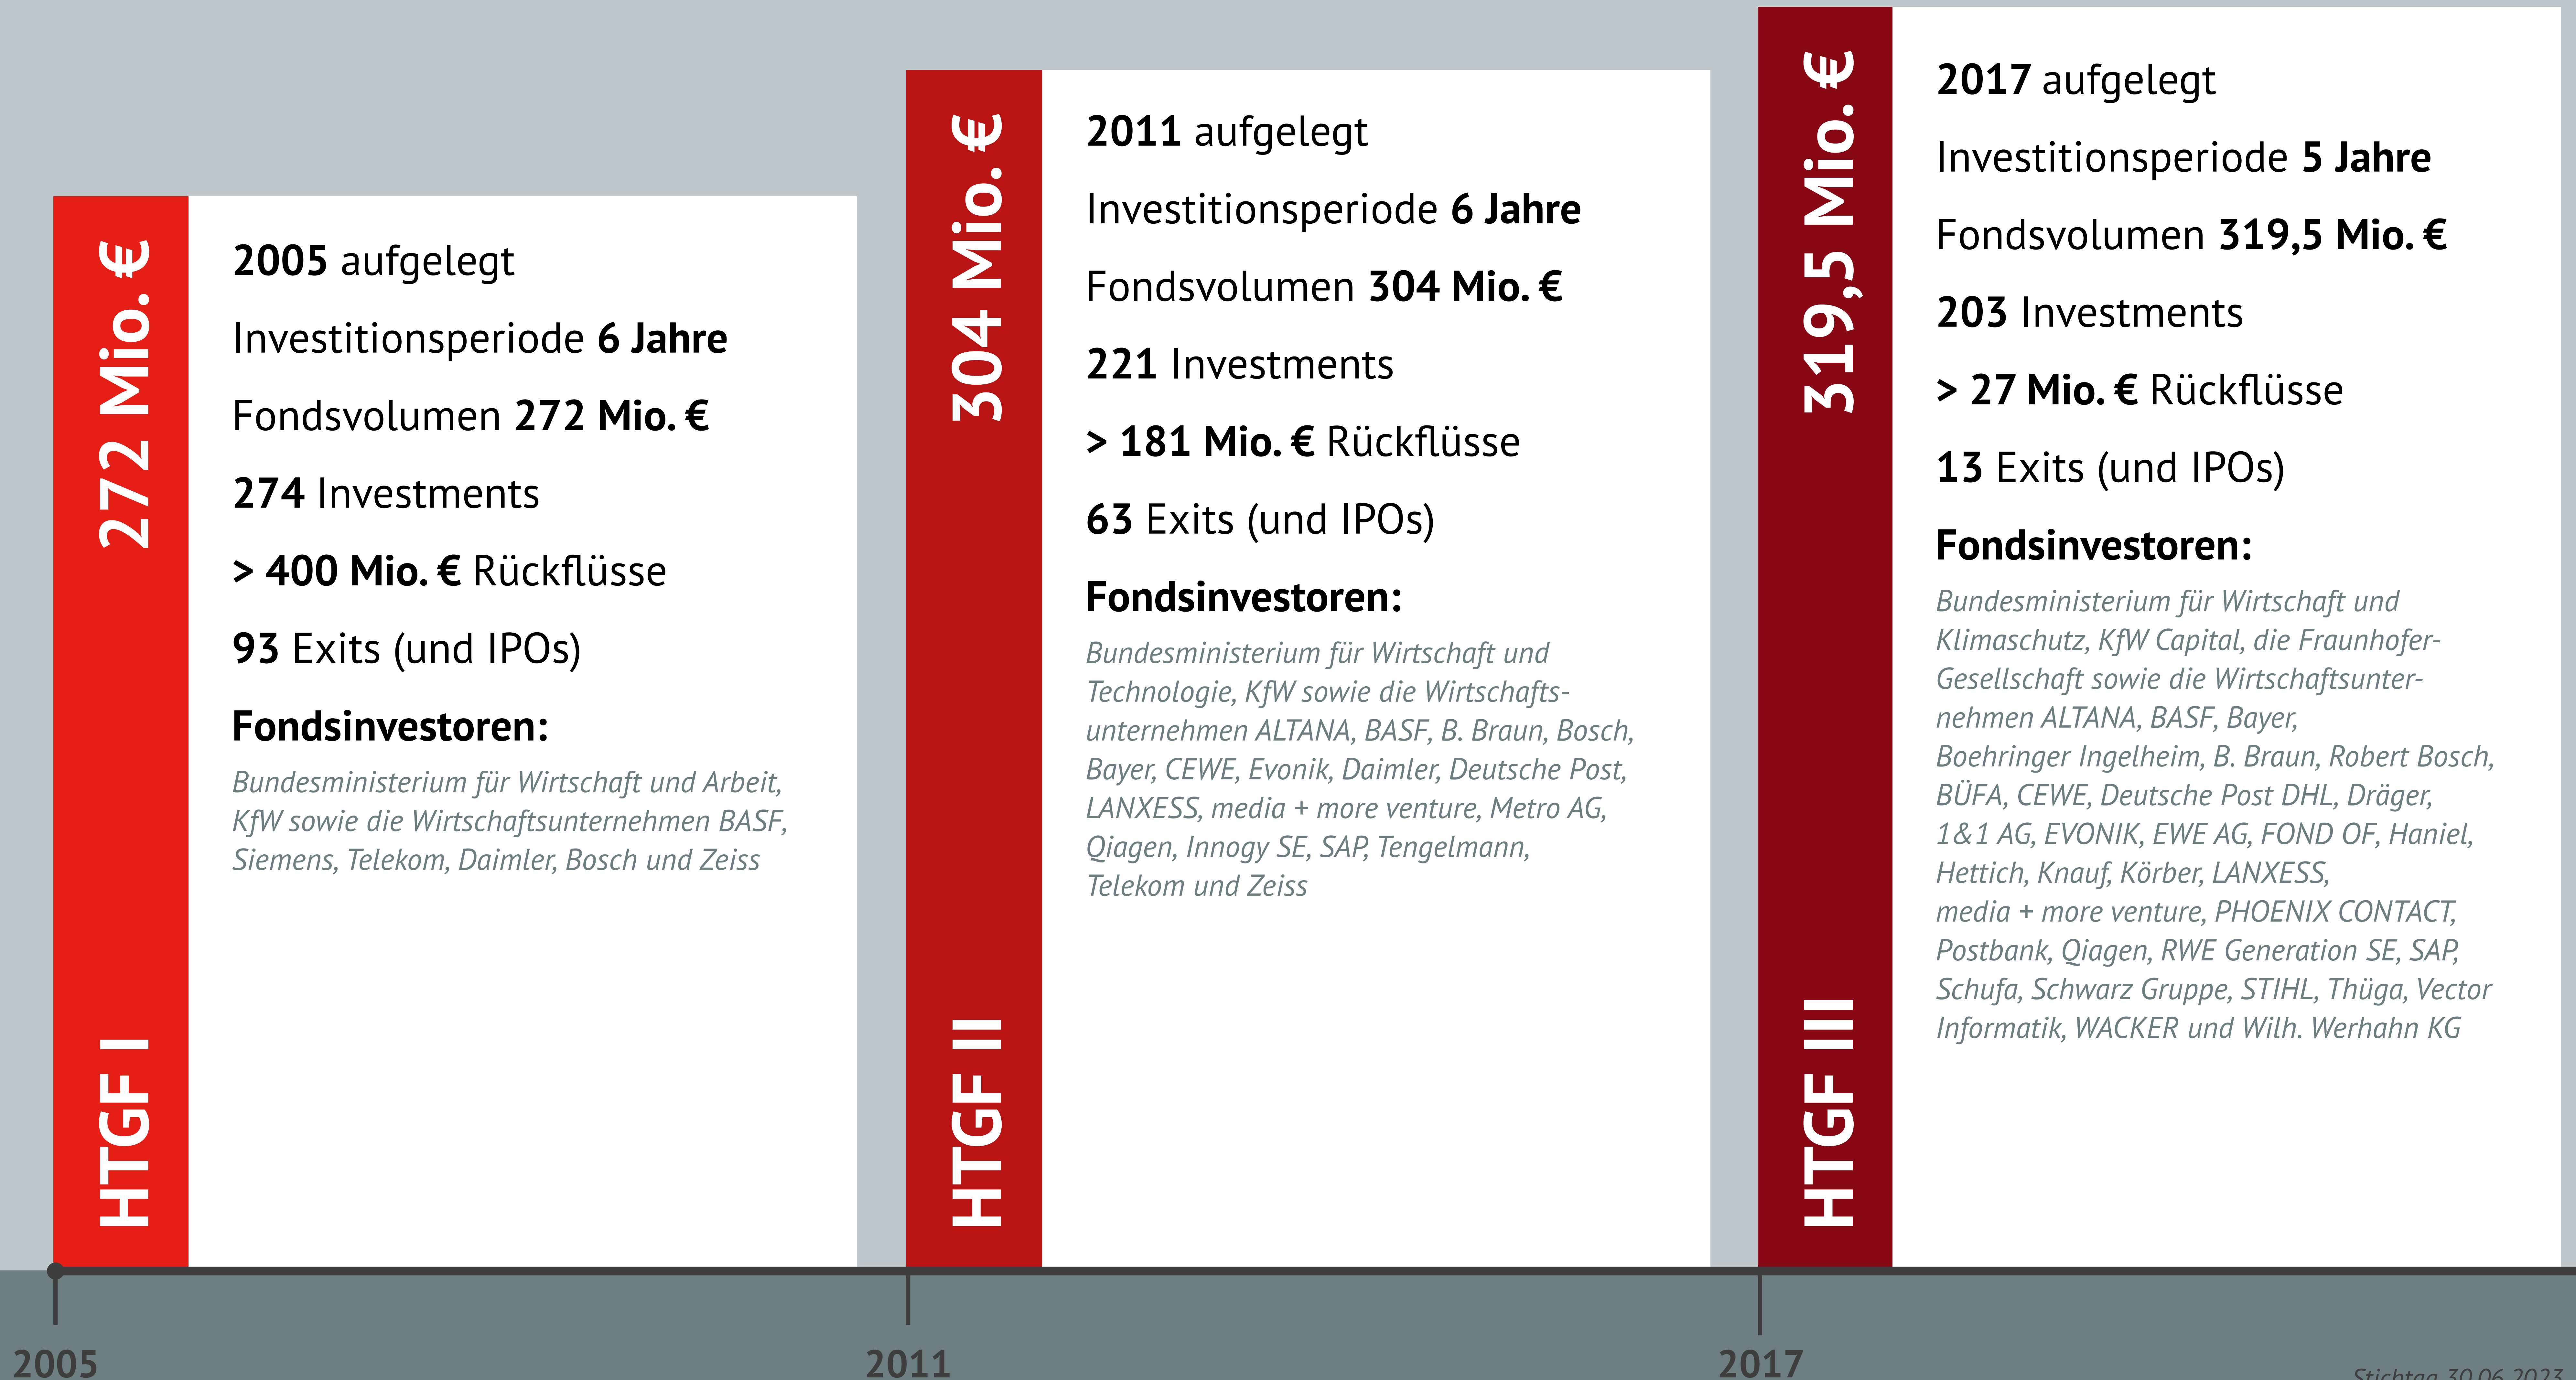 272 Mio. €
HTGF I
2005 aufgelegt
Investitionsperiode 6 Jahre
Fondsvolumen 272 Mio. €
274 Investments
> 400 Mio. € Rückflüsse
93 Exits (und IPOs)
Fondsinvestoren:
Bundesministerium für Wirtschaft und Arbeit,
KfW sowie die Wirtschaftsunternehmen BASF,
Siemens, Telekom, Daimler, Bosch und Zeiss
304 Mio. €
HTGF II
2011 aufgelegt
Investitionsperiode 6 Jahre
Fondsvolumen 304 Mio. €
221 Investments
> 181 Mio. € Rückflüsse
63 Exits (und IPOs)
Fondsinvestoren:
Bundesministerium für Wirtschaft und
Technologie, KfW sowie die Wirtschafts-
unternehmen ALTANA, BASF, B. Braun, Bosch,
Bayer, CEWE, Evonik, Daimler, Deutsche Post,
LANXESS, media + more venture, Metro AG,
Qiagen, Innogy SE, SAP, Tengelmann,
Telekom und Zeiss
319,5 Mio. €
HTGF III
2017 aufgelegt
Investitionsperiode 5 Jahre
Fondsvolumen 319,5 Mio. €
203 Investments
> 27 Mio. € Rückflüsse
13 Exits (und IPOs)
Fondsinvestoren:
Bundesministerium für Wirtschaft und
Klimaschutz, KfW Capital, die Fraunhofer-
Gesellschaft sowie die Wirtschaftsunter-
nehmen ALTANA, BASF, Bayer,
Boehringer Ingelheim, B. Braun, Robert Bosch,
BÜFA, CEWE, Deutsche Post DHL, Dräger,
1&1 AG, EVONIK, EWE AG, FOND OF, Haniel,
Hettich, Knauf, Körber, LANXESS,
media + more venture, PHOENIX CONTACT,
Postbank, Qiagen, RWE Generation SE, SAP,
Schufa, Schwarz Gruppe, STIHL, Thüga, Vector
Informatik, WACKER und Wilh. Werhahn KG
2005
2011
2017
Stichtag 30.06.2023